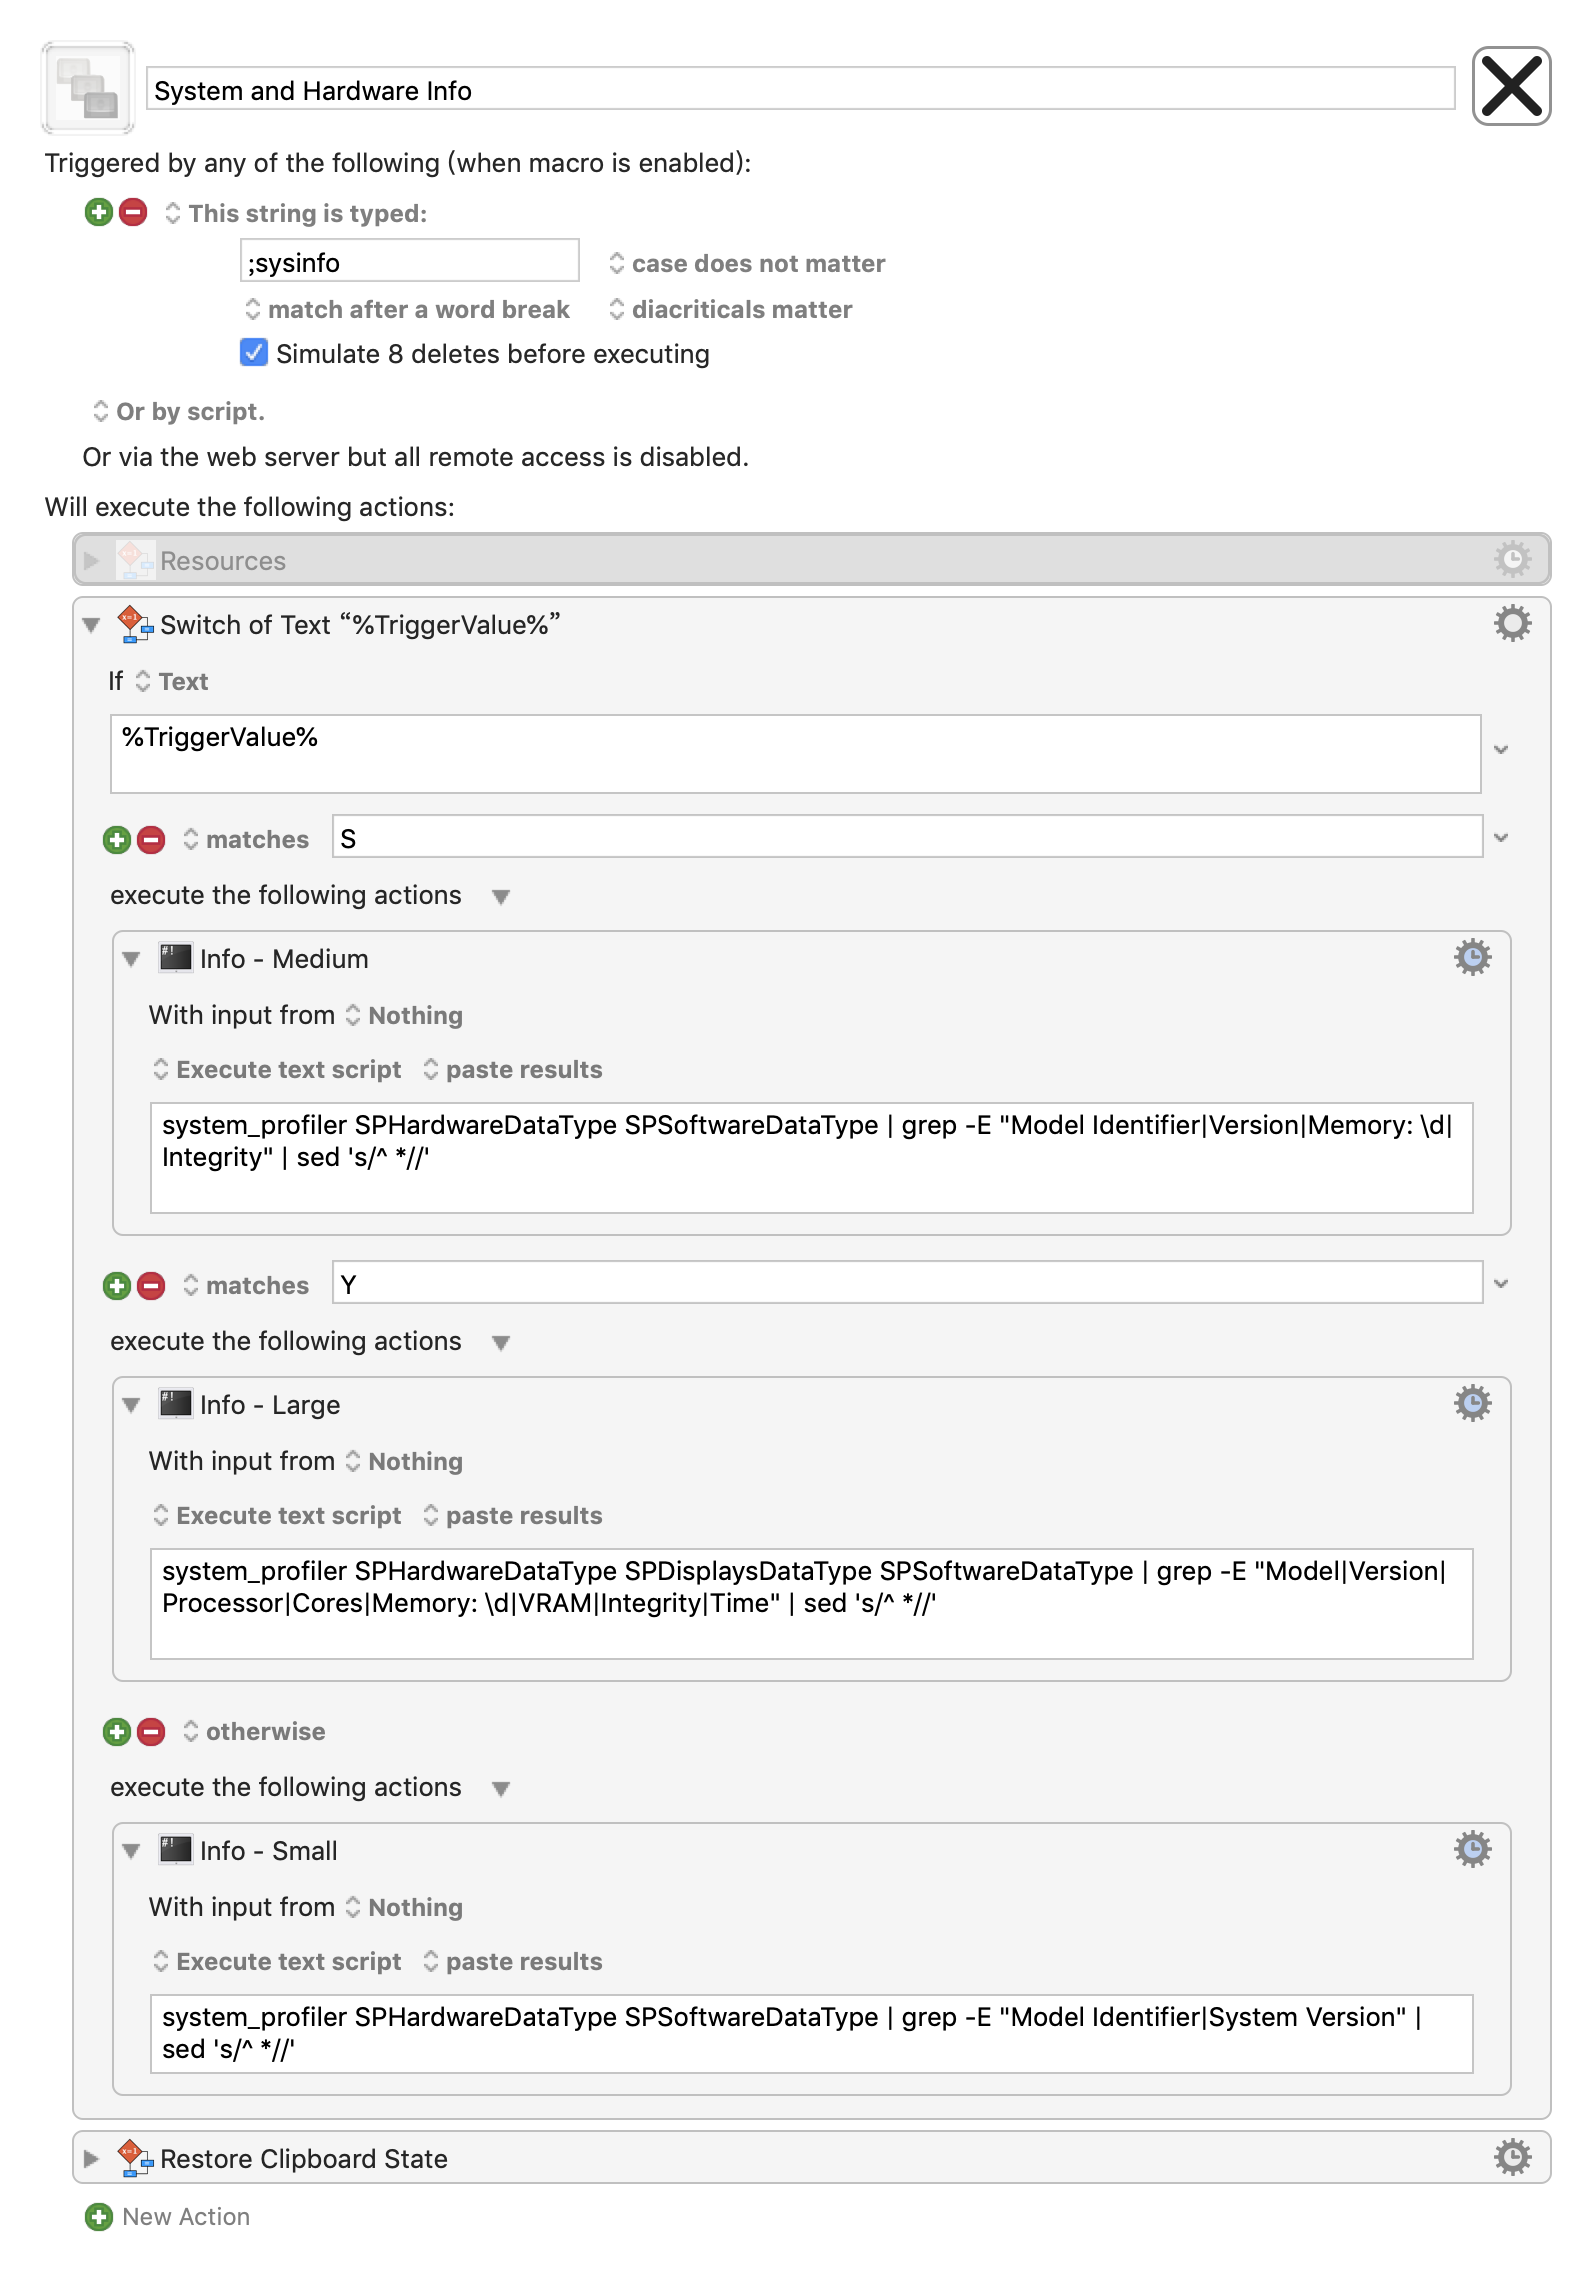 System and Hardware Info
Triggered by any of the following (when macro is enabled):
This string is typed:
;sysinfo
case does not matter
match after a word break
diacriticals matter
Simulate 8 deletes before executing
Or by script.
Or via the web server but all remote access is disabled.
Will execute the following actions:
Resources
Switch of Text “%TriggerValue%”
If Text
%TriggerValue%
matches S
execute the following actions
Info - Medium
With input from Nothing
Execute text script paste results
system_profiler SPHardwareDataType SPSoftwareDataType | grep -E "Model Identifier|Version|Memory: \d|
Integrity" | sed 's/^ *//'
matches Y
execute the following actions
Info - Large
With input from Nothing
Execute text script paste results
system_profiler SPHardwareDataType SPDisplaysDataType SPSoftwareDataType | grep -E "Model|Version|
Processor|Cores|Memory: \d|VRAM|Integrity|Time" | sed 's/^ *//'
otherwise
execute the following actions
Info - Small
With input from Nothing
Execute text script paste results
system_profiler SPHardwareDataType SPSoftwareDataType | grep -E "Model Identifier|System Version" |
sed 's/^ *//'
Restore Clipboard State
New Action